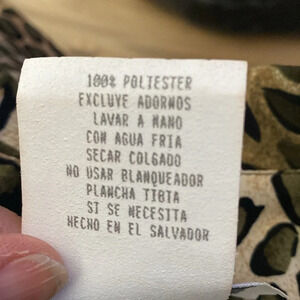 100% POLIESTER
EXCLUYE ADORNOS
LAVAR A MANO
CON AGUA FRIA
SECAR COLGADO
NO USAR BLANQUEADOR
PLANCHA TIBIA
SI SE NECESITA
HECHO EN EL SALVADOR